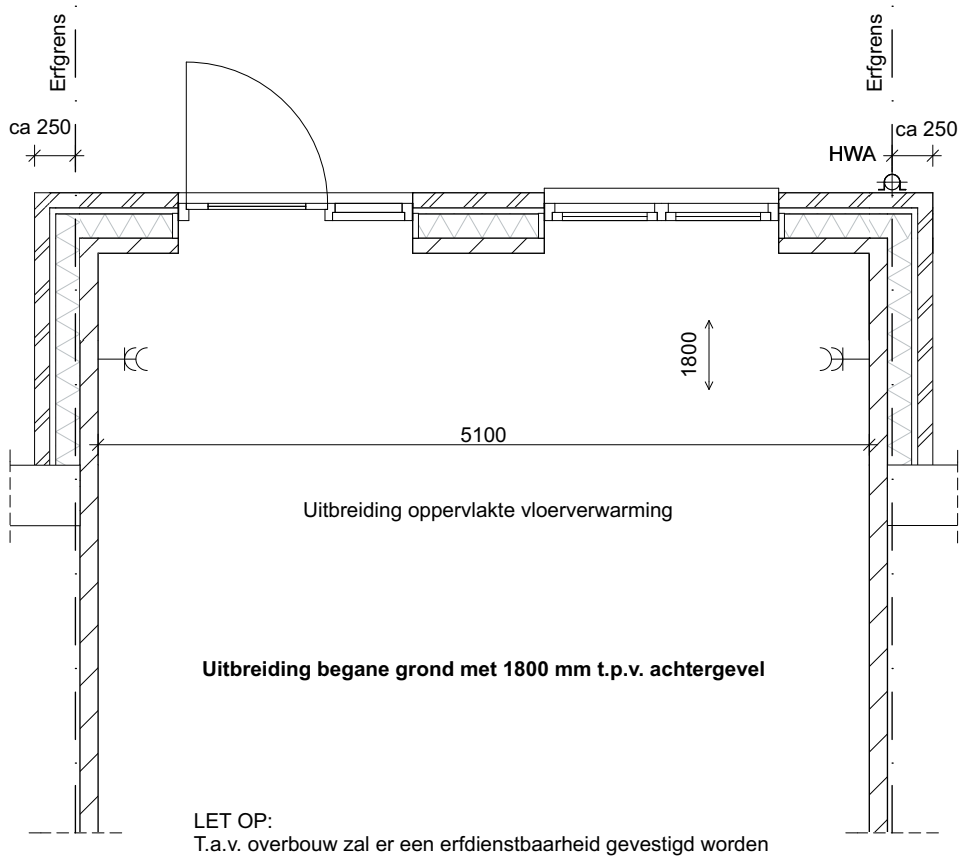 Erfgrens
Erfgrens
ca 250
ca 250
HWA
1800
5100
Uitbreiding oppervlakte vloerverwarming
Uitbreiding begane grond met 1800 mm t.p.v. achtergevel
LET OP:
T.a.v. overbouw zal er een erfdienstbaarheid gevestigd worden